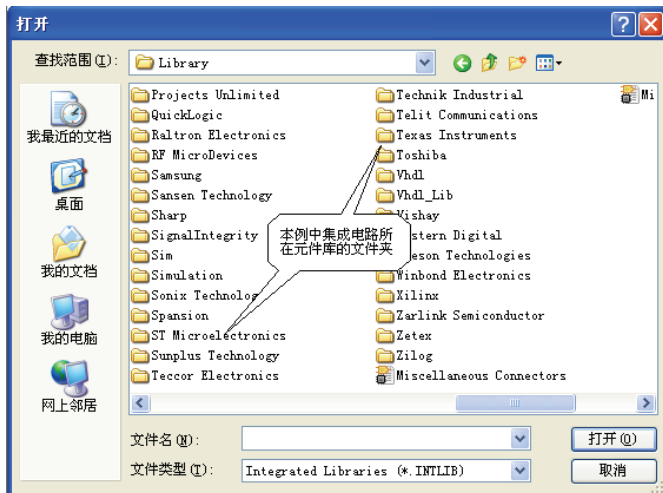 打开
查找范围(I):
Library
我最近的文档
桌面
我的文档
我的电脑
网上邻居
Projects Unlimited
QuickLogic
Raltron Electronics
RF MicroDevices
Samsung
Sansen Technology
Sharp
SignalIntegrity
Sim
Simulation
Sonix Technolog
Spansion
ST Microelectronics
Sunplus Technology
Teccor Electronics
Technik Industrial
Telit Communications
Texas Instruments
Toshiba
Vhdl
Vhdl_Lib
Vishay
stern Digital
eson Technologies
Winbond Electronics
Xilinx
Zarlink Semiconductor
Zetex
Zilog
Miscellaneous Connectors
Mi
本例中集成电路所
在元件库的文件夹
文件名(N):
打开(O)
文件类型(T):
Integrated Libraries (*.INTLIB)
取消